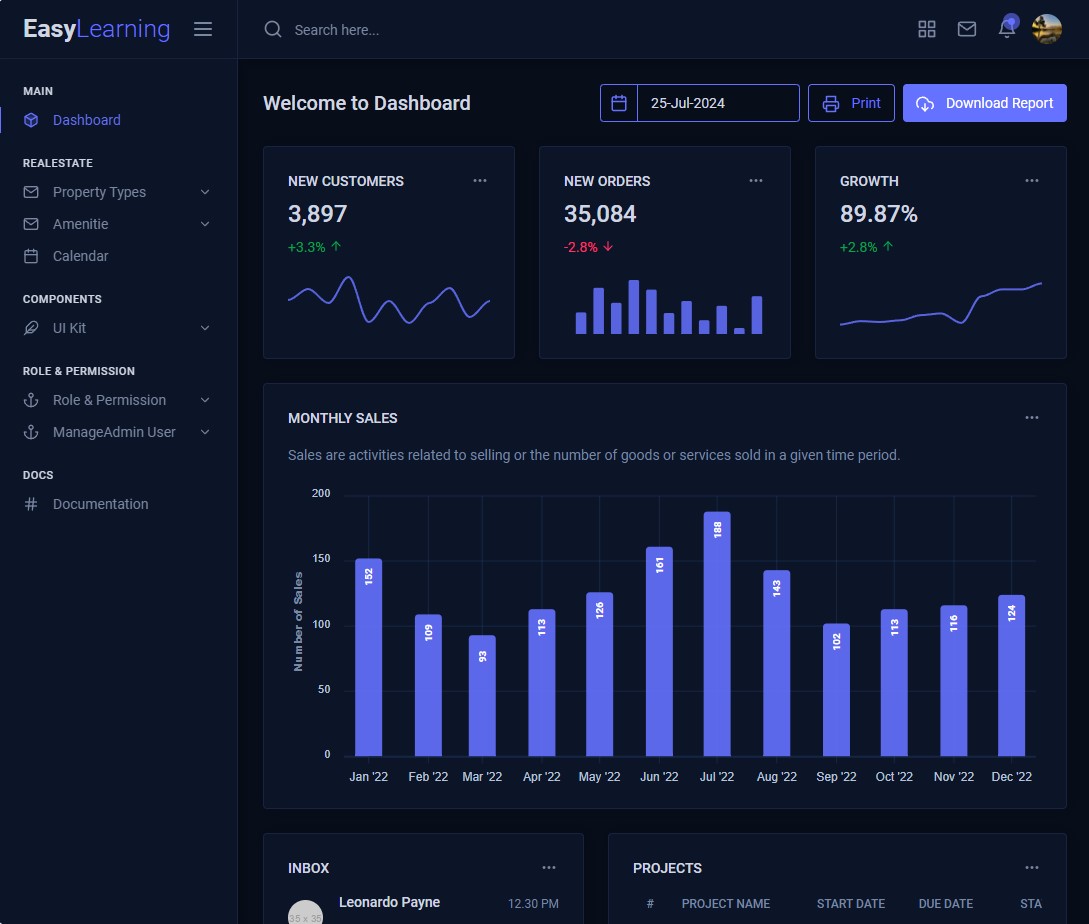 EasyLearning
Search here...
MAIN
Dashboard
REALESTATE
Property Types
Amenitie
Calendar
COMPONENTS
UI Kit
ROLE & PERMISSION
Role & Permission
ManageAdmin User
DOCS
Documentation
Welcome to Dashboard
25-Jul-2024
Print
Download Report
NEW CUSTOMERS
3,897
+3.3%
NEW ORDERS
35,084
-2.8%
GROWTH
89.87%
+2.8%
MONTHLY SALES
Sales are activities related to selling or the number of goods or services sold in a given time period.
Number of Sales
200
150
100
50
0
152
109
93
113
126
161
188
143
102
113
116
124
Jan '22 Feb '22 Mar '22 Apr '22 May '22 Jun '22 Jul '22 Aug '22 Sep '22 Oct '22 Nov '22 Dec '22
INBOX
35 x 35
Leonardo Payne
12.30 PM
PROJECTS
# PROJECT NAME START DATE DUE DATE STA